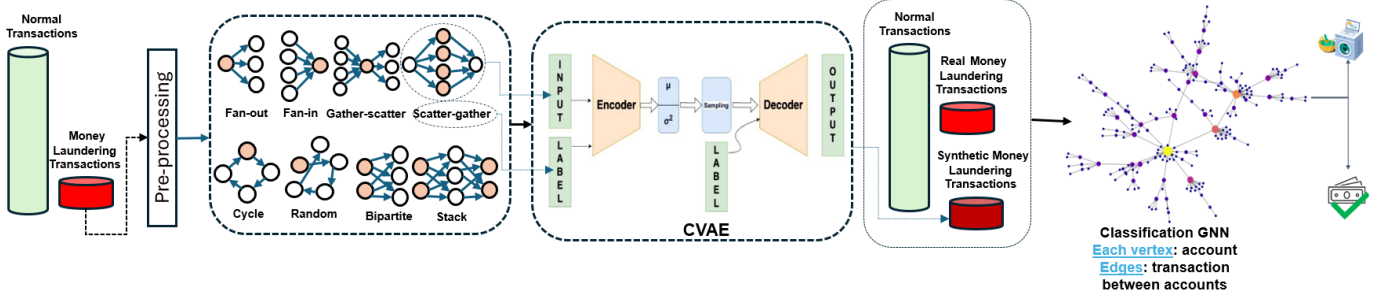 Normal
Transactions
Money
Laundering
Transactions
Pre-processing
Fan-out
Fan-in
Gather-scatter
Scatter-gather
Cycle
Random
Bipartite
Stack
INPUT
LABEL
Encoder
μ
σ²
Sampling
LABEL
Decoder
OUTPUT
CVAE
Normal
Transactions
Real Money
Laundering
Transactions
Synthetic Money
Laundering
Transactions
Classification GNN
Each vertex: account
Edges: transaction
between accounts